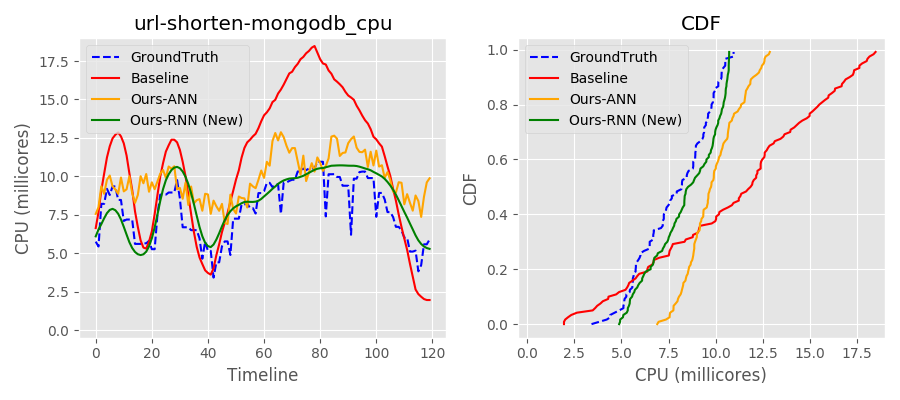 url-shorten-mongodb_cpu
GroundTruth
Baseline
Ours-ANN
Ours-RNN (New)
17.5
15.0
12.5
10.0
7.5
5.0
2.5
0.0
CPU (millicores)
0 20 40 60 80 100 120
Timeline
CDF
GroundTruth
Baseline
Ours-ANN
Ours-RNN (New)
1.0
0.8
0.6
0.4
0.2
0.0
CDF
0.0 2.5 5.0 7.5 10.0 12.5 15.0 17.5
CPU (millicores)